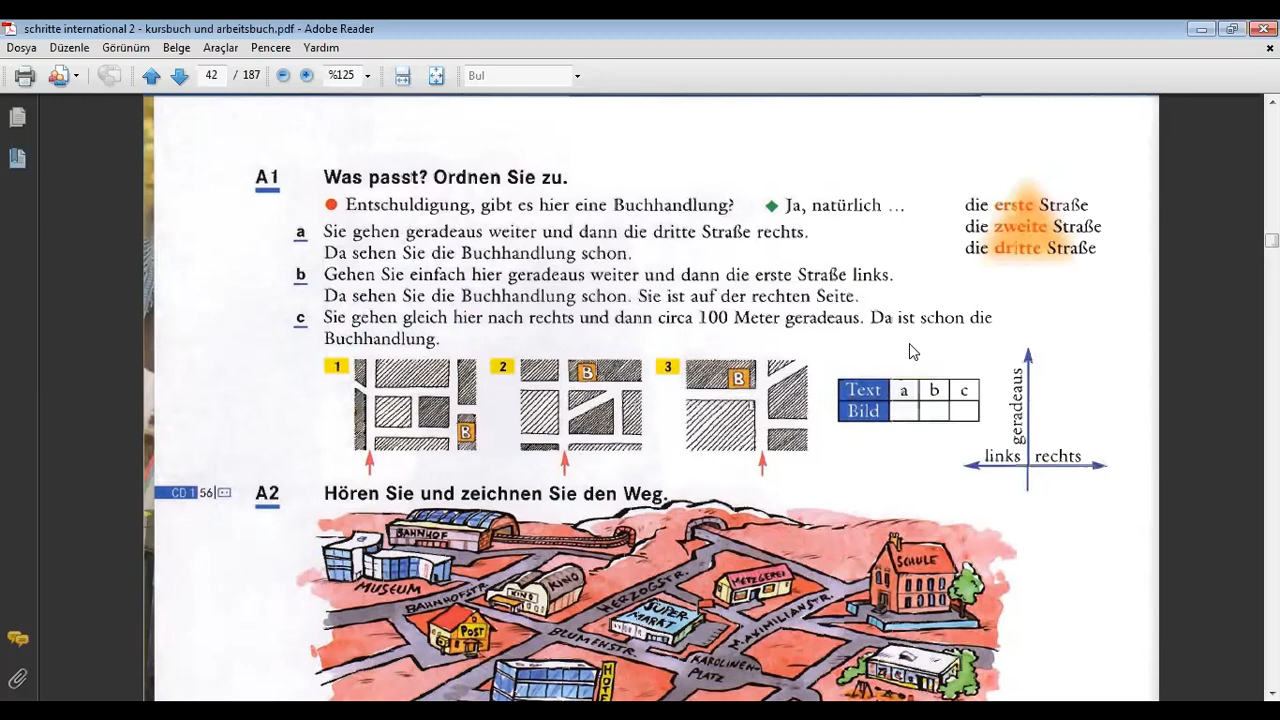 schritte international 2 - kursbuch und arbeitsbuch.pdf - Adobe Reader
Dosya Düzenle Görünüm Belge Araçlar Pencere Yardım
42 / 187 %125 Bul
A1 Was passt? Ordnen Sie zu.
Entschuldigung, gibt es hier eine Buchhandlung? Ja, natürlich ...
die erste Straße
die zweite Straße
die dritte Straße
a Sie gehen geradeaus weiter und dann die dritte Straße rechts.
Da sehen Sie die Buchhandlung schon.
b Gehen Sie einfach hier geradeaus weiter und dann die erste Straße links.
Da sehen Sie die Buchhandlung schon. Sie ist auf der rechten Seite.
c Sie gehen gleich hier nach rechts und dann circa 100 Meter geradeaus. Da ist schon die
Buchhandlung.
1 2 3
B B B
Text a b c
Bild
geradeaus
links rechts
CD 1 56
A2 Hören Sie und zeichnen Sie den Weg.
BAHNHOF
SCHULE
MUSEUM
BAHNHOFSTR.
KINO
KINO
HERZOGSTR.
METZGEREI
POST
SUPERMARKT
MAXIMILIANSTR.
BLUMENSTR.
KAROLINENPLATZ
HOTE